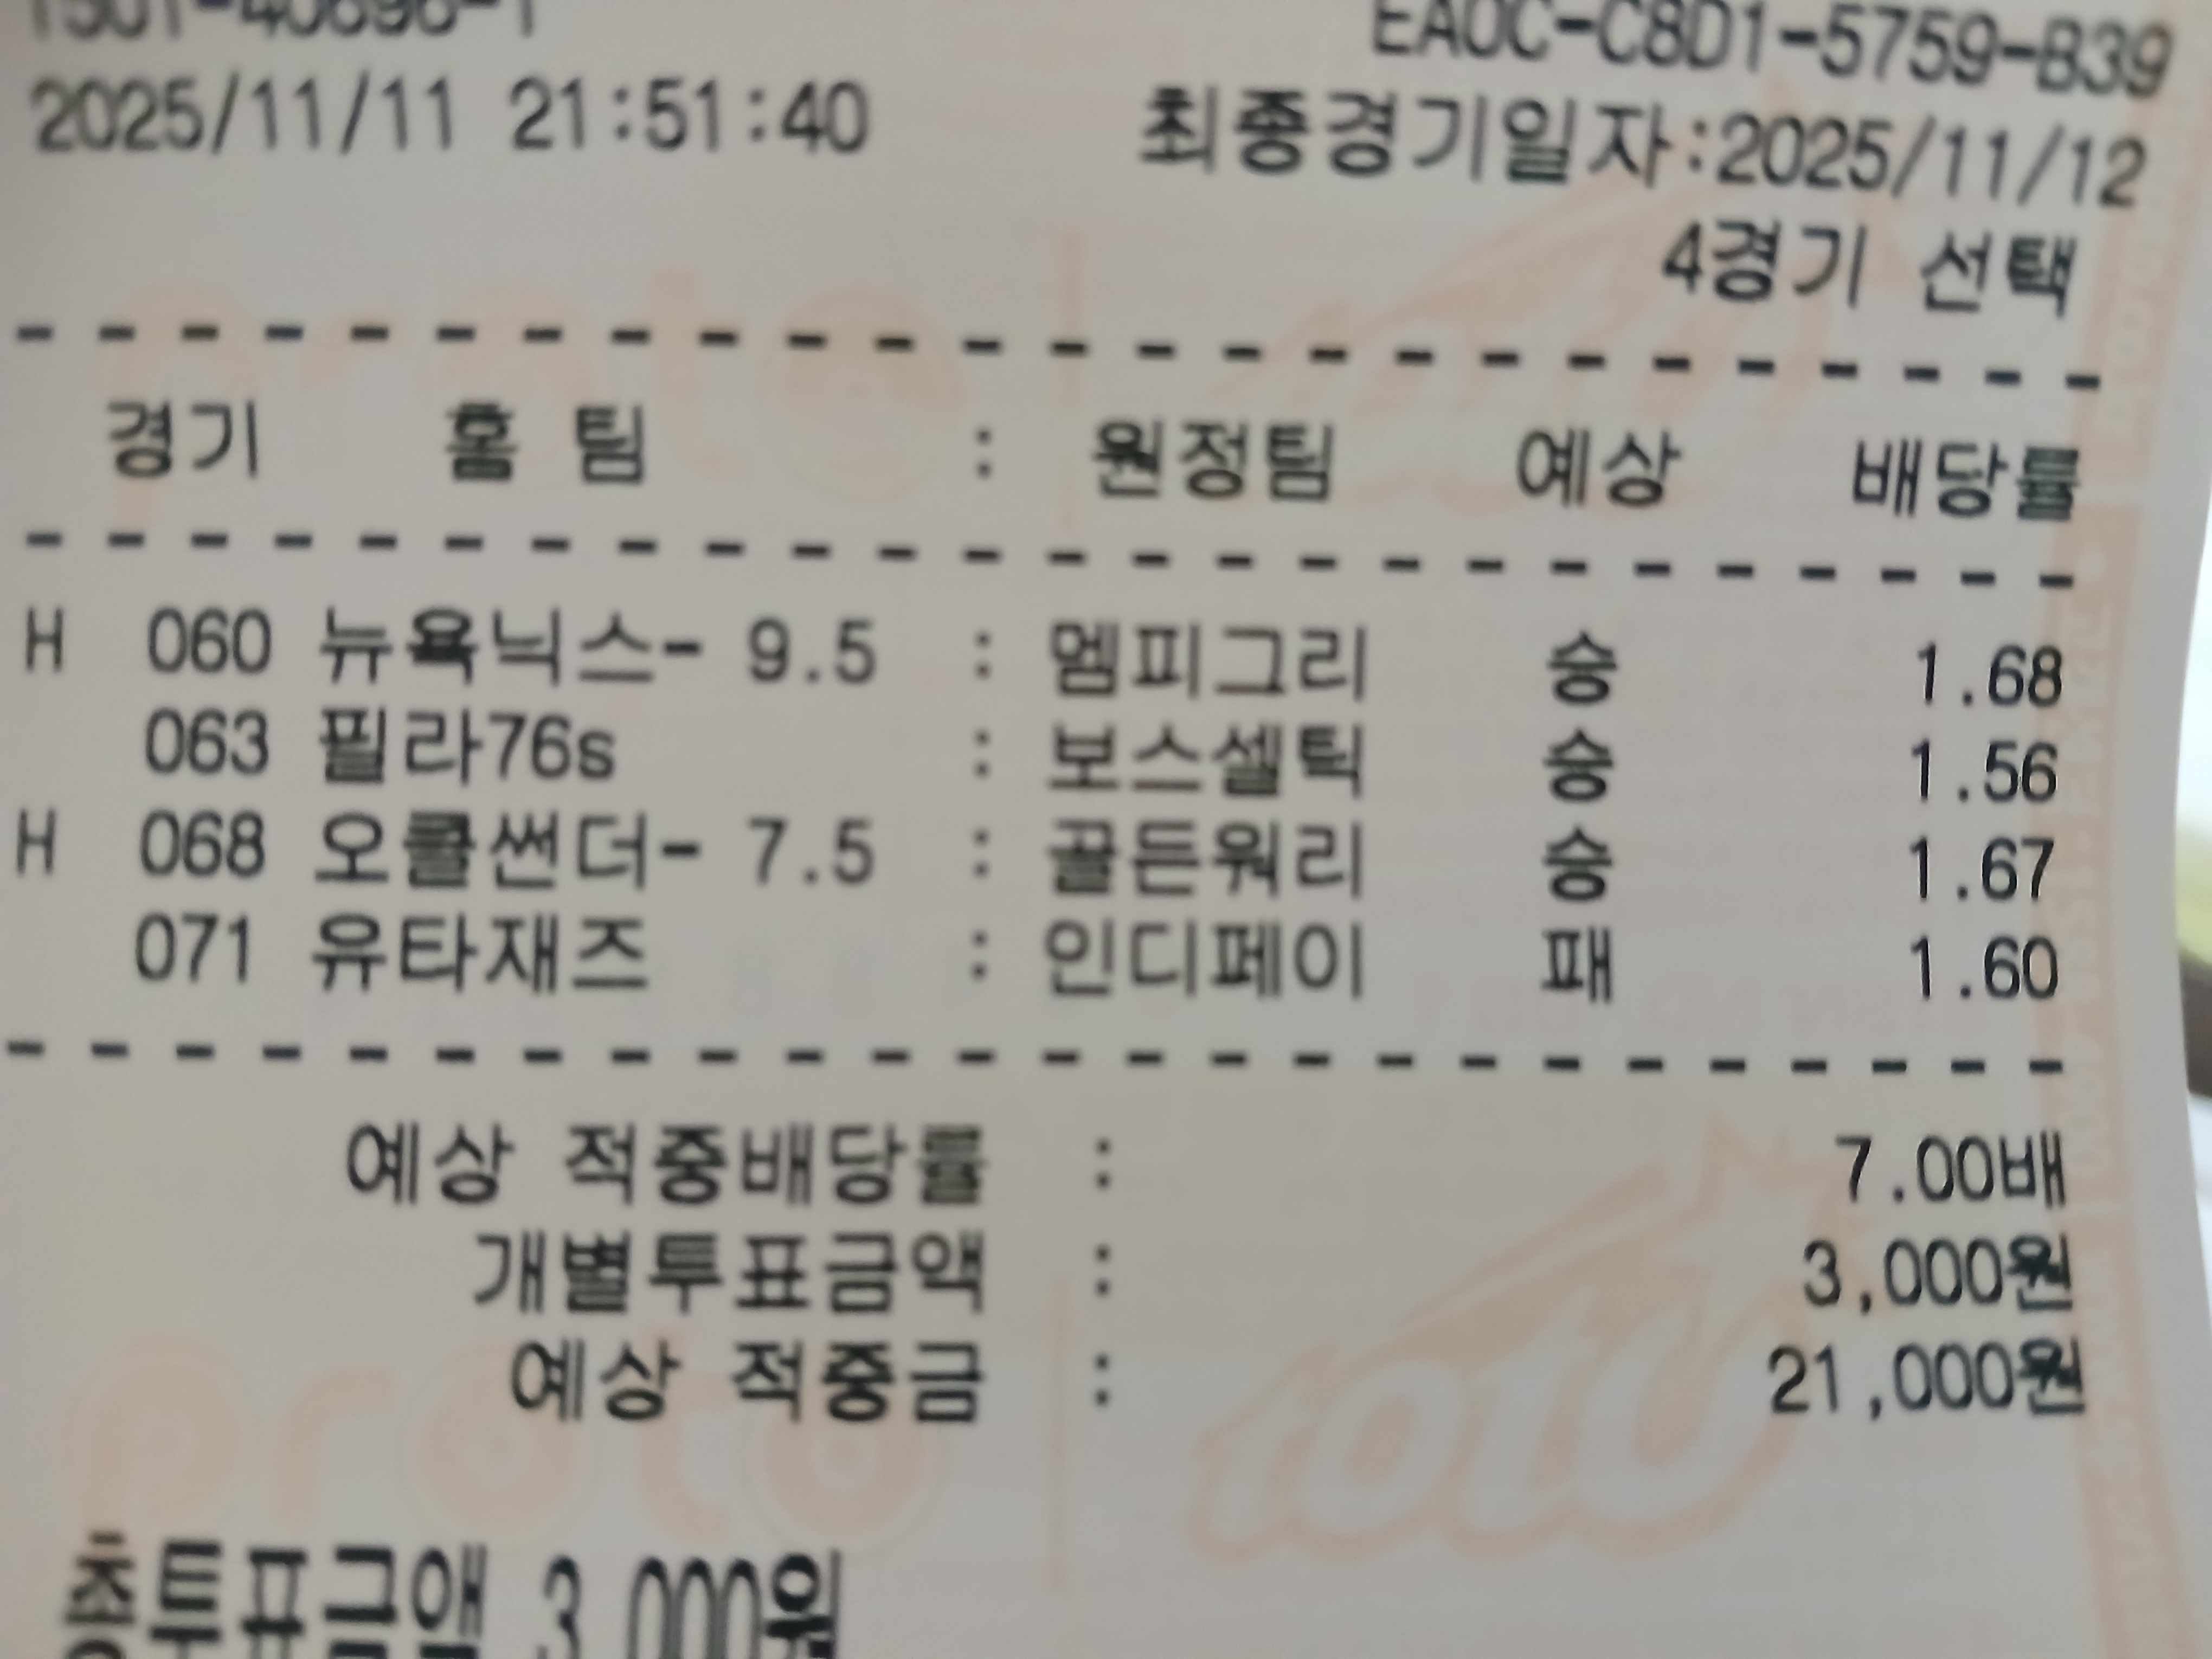 1501-40696-1 EA0C-C8D1-5759-B39
2025/11/11 21:51:40 최종경기일자:2025/11/12
4경기 선택
- - - - - - - - - - - - - - - - - - - - - - - - -
경기 홈 팀 : 원정팀 예상 배당률
- - - - - - - - - - - - - - - - - - - - - - - - -
H 060 뉴욕닉스- 9.5 : 멤피그리 승 1.68
063 필라76s : 보스셀틱 승 1.56
H 068 오클썬더- 7.5 : 골든워리 승 1.67
071 유타재즈 : 인디페이 패 1.60
- - - - - - - - - - - - - - - - - - - - - - - - -
예상 적중배당률 : 7.00배
개별투표금액 : 3,000원
예상 적중금 : 21,000원
proto toto
총투표금액 3,000원